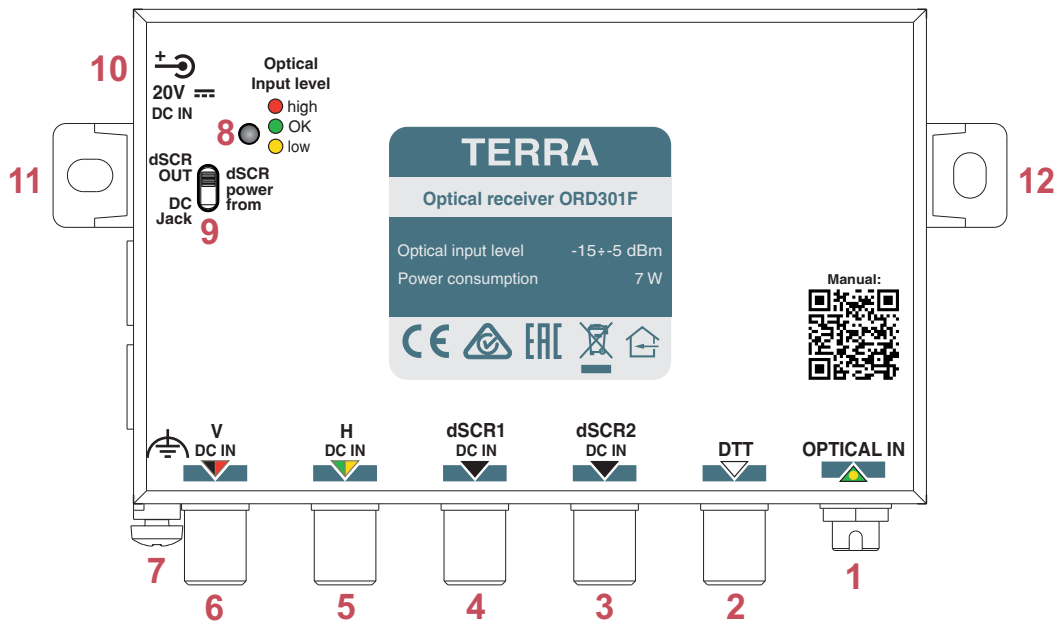 10
+
20V
DC IN
Optical
Input level
high
OK
low
8
dSCR
OUT
DC
Jack
dSCR
power
from
9
11
12
TERRA
Optical receiver ORD301F
Optical input level -15÷-5 dBm
Power consumption 7 W
CE EAC
Manual:
V
DC IN
H
DC IN
dSCR1
DC IN
dSCR2
DC IN
DTT
OPTICAL IN
7
6
5
4
3
2
1